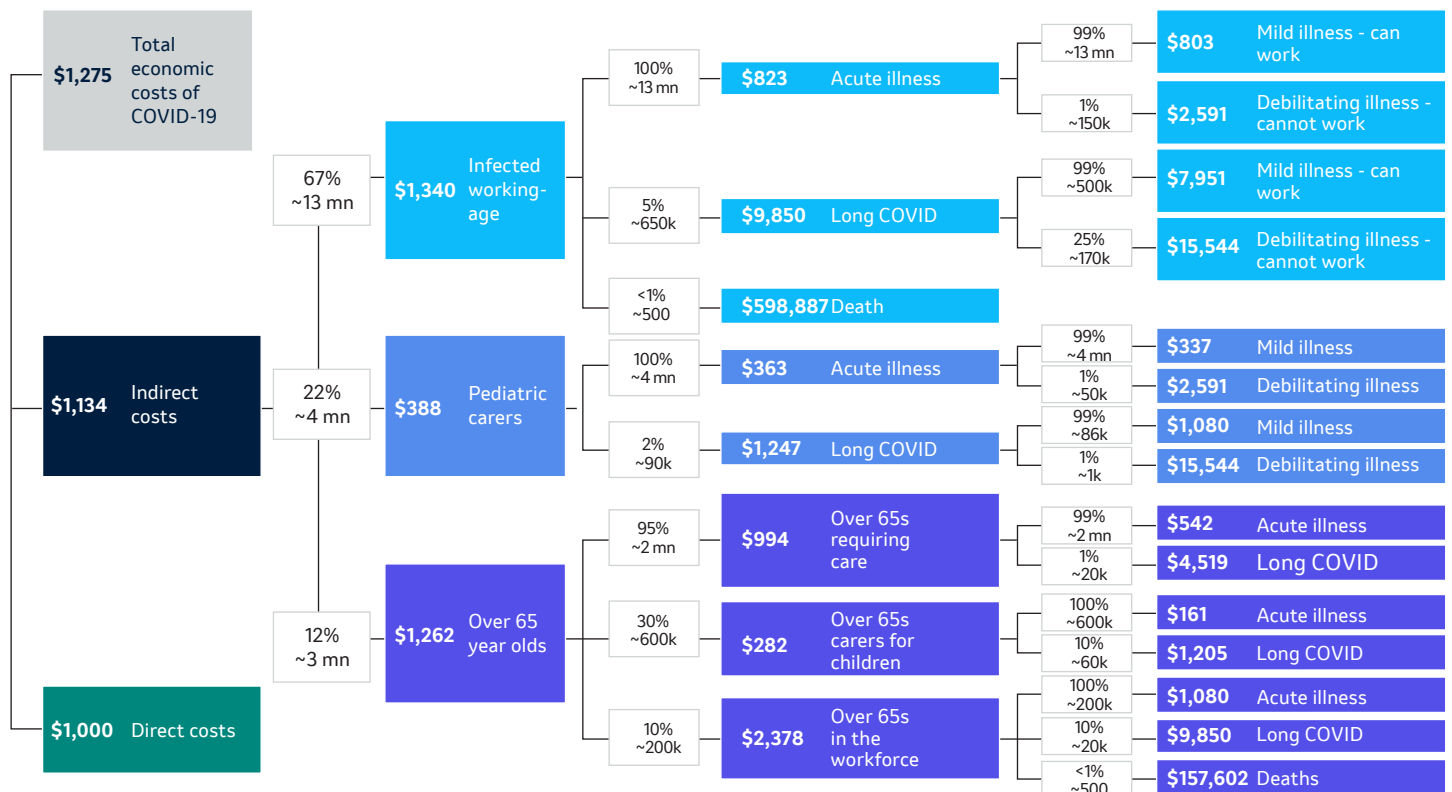 $1,275
Total
economic
costs of
COVID-19
$1,134
Indirect
costs
$1,000
Direct costs
67%
~13 mn
22%
~4 mn
12%
~3 mn
$1,340
Infected
working-
age
$388
Pediatric
carers
$1,262
Over 65
year olds
100%
~13 mn
5%
~650k
<1%
~500
100%
~4 mn
2%
~90k
95%
~2 mn
30%
~600k
10%
~200k
$823
Acute illness
$9,850
Long COVID
$598,887
Death
$363
Acute illness
$1,247
Long COVID
$994
Over 65s
requiring
care
$282
Over 65s
carers for
children
$2,378
Over 65s
in the
workforce
99%
~13 mn
1%
~150k
99%
~500k
25%
~170k
99%
~4 mn
1%
~50k
99%
~86k
1%
~1k
99%
~2 mn
1%
~20k
100%
~600k
10%
~60k
100%
~200k
10%
~20k
<1%
~500
$803
Mild illness - can
work
$2,591
Debilitating illness -
cannot work
$7,951
Mild illness - can
work
$15,544
Debilitating illness -
cannot work
$337
Mild illness
$2,591
Debilitating illness
$1,080
Mild illness
$15,544
Debilitating illness
$542
Acute illness
$4,519
Long COVID
$161
Acute illness
$1,205
Long COVID
$1,080
Acute illness
$9,850
Long COVID
$157,602
Deaths